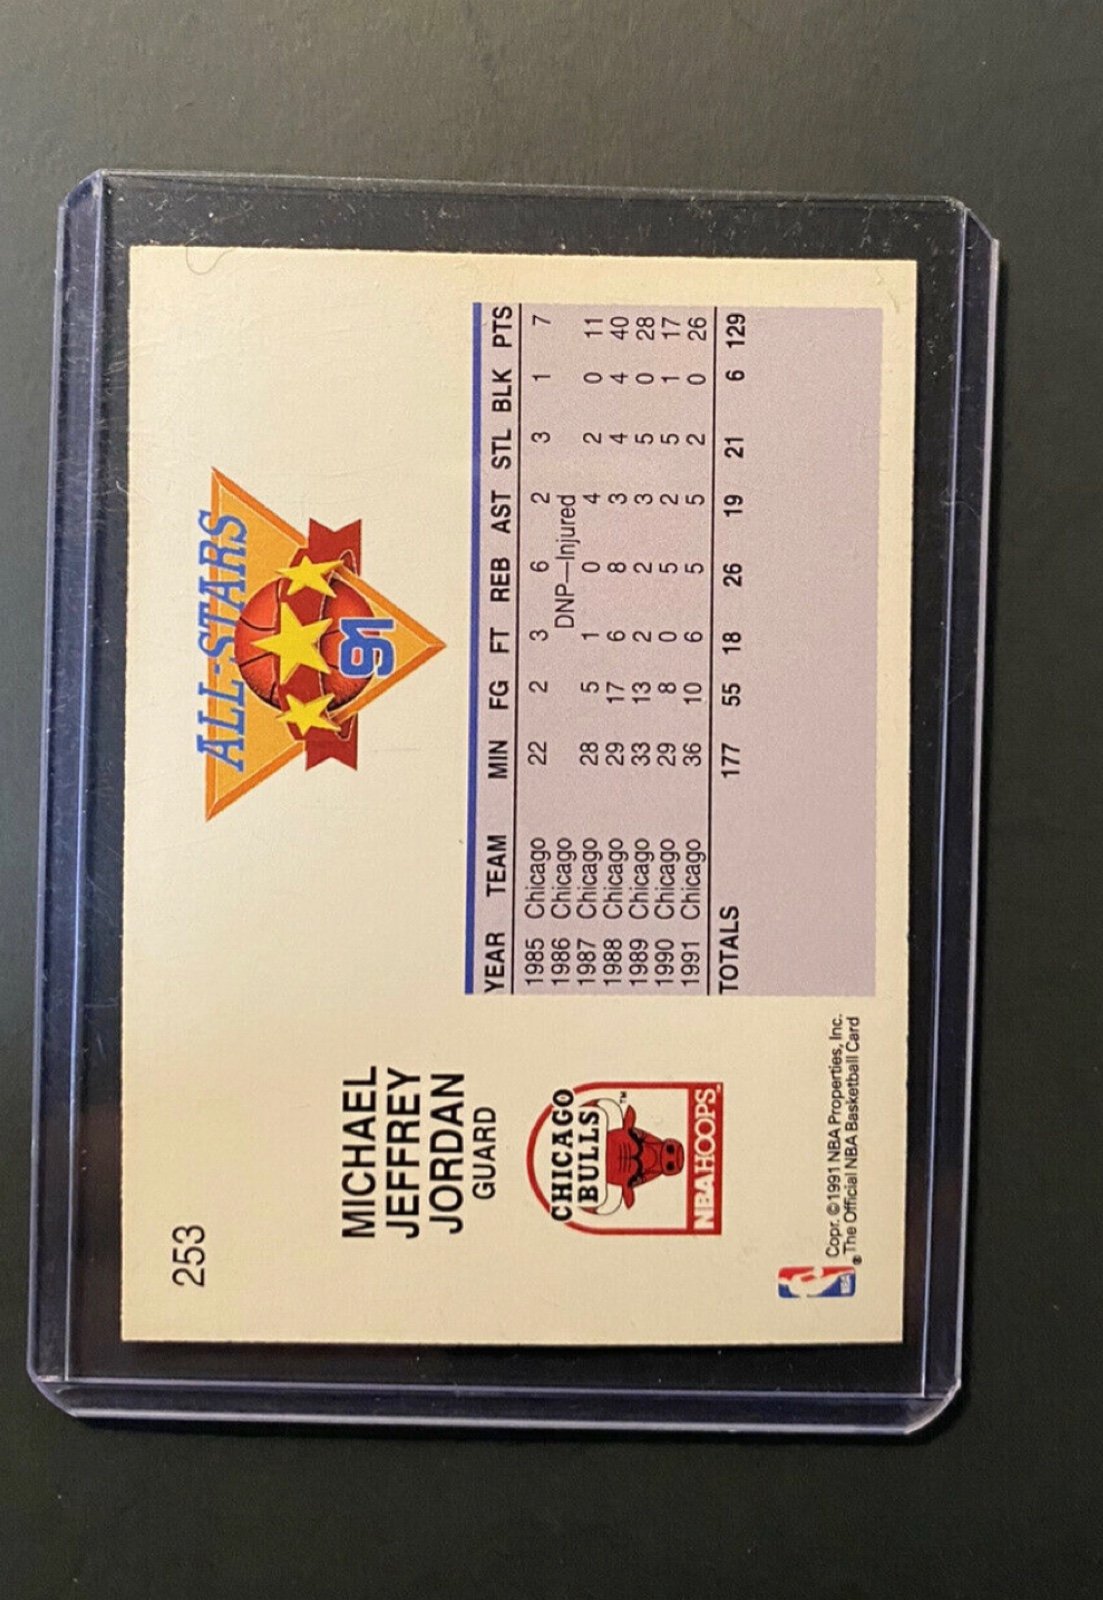 253
ALL-STARS
91
MICHAEL
JEFFREY
JORDAN
GUARD
CHICAGO
BULLS
TM
NBA HOOPS
YEAR TEAM MIN FG FT REB AST STL BLK PTS
1985 Chicago 22 2 3 6 2 3 1 7
1986 Chicago DNP—Injured
1987 Chicago 28 5 1 0 4 2 0 11
1988 Chicago 29 17 6 8 3 4 4 40
1989 Chicago 33 13 2 2 3 5 0 28
1990 Chicago 29 8 0 5 2 5 1 17
1991 Chicago 36 10 6 5 5 2 0 26
TOTALS 177 55 18 26 19 21 6 129
NBA
Copr. ©1991 NBA Properties, Inc.
® The Official NBA Basketball Card